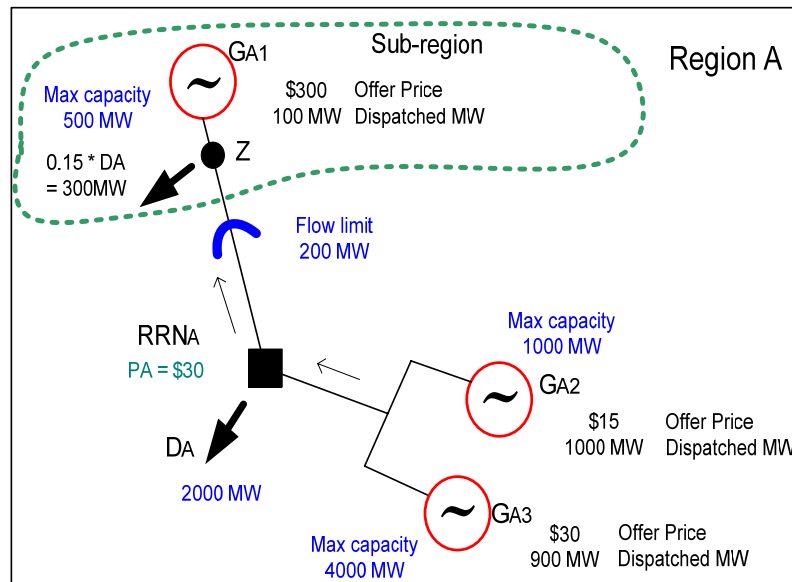 Sub-region
Region A
GA1
Max capacity
500 MW
$300 Offer Price
100 MW Dispatched MW
Z
0.15 * DA
= 300MW
Flow limit
200 MW
RRNA
PA = $30
Max capacity
1000 MW
GA2
$15 Offer Price
1000 MW Dispatched MW
DA
2000 MW
GA3
Max capacity
4000 MW
$30 Offer Price
900 MW Dispatched MW